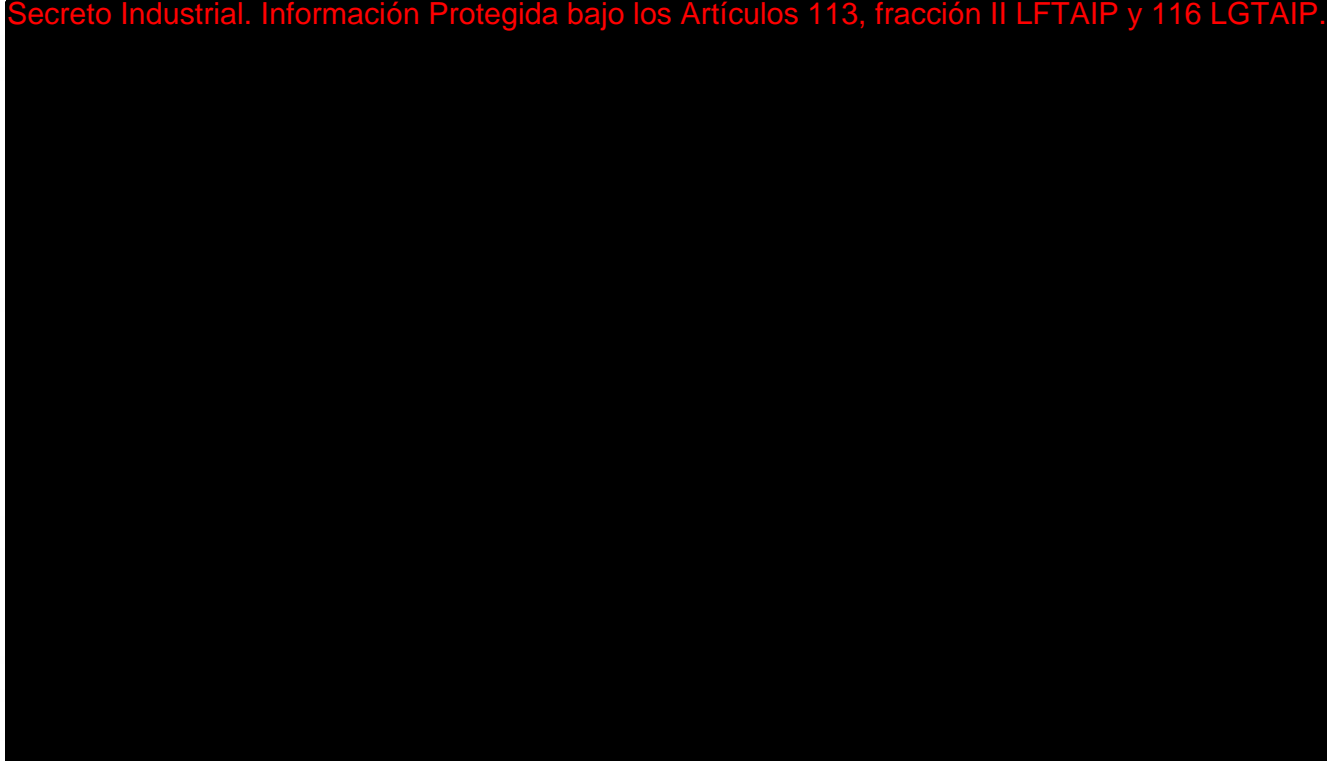 Secreto Industrial. Información Protegida bajo los Artículos 113, fracción II LFTAIP y 116 LGTAIP.